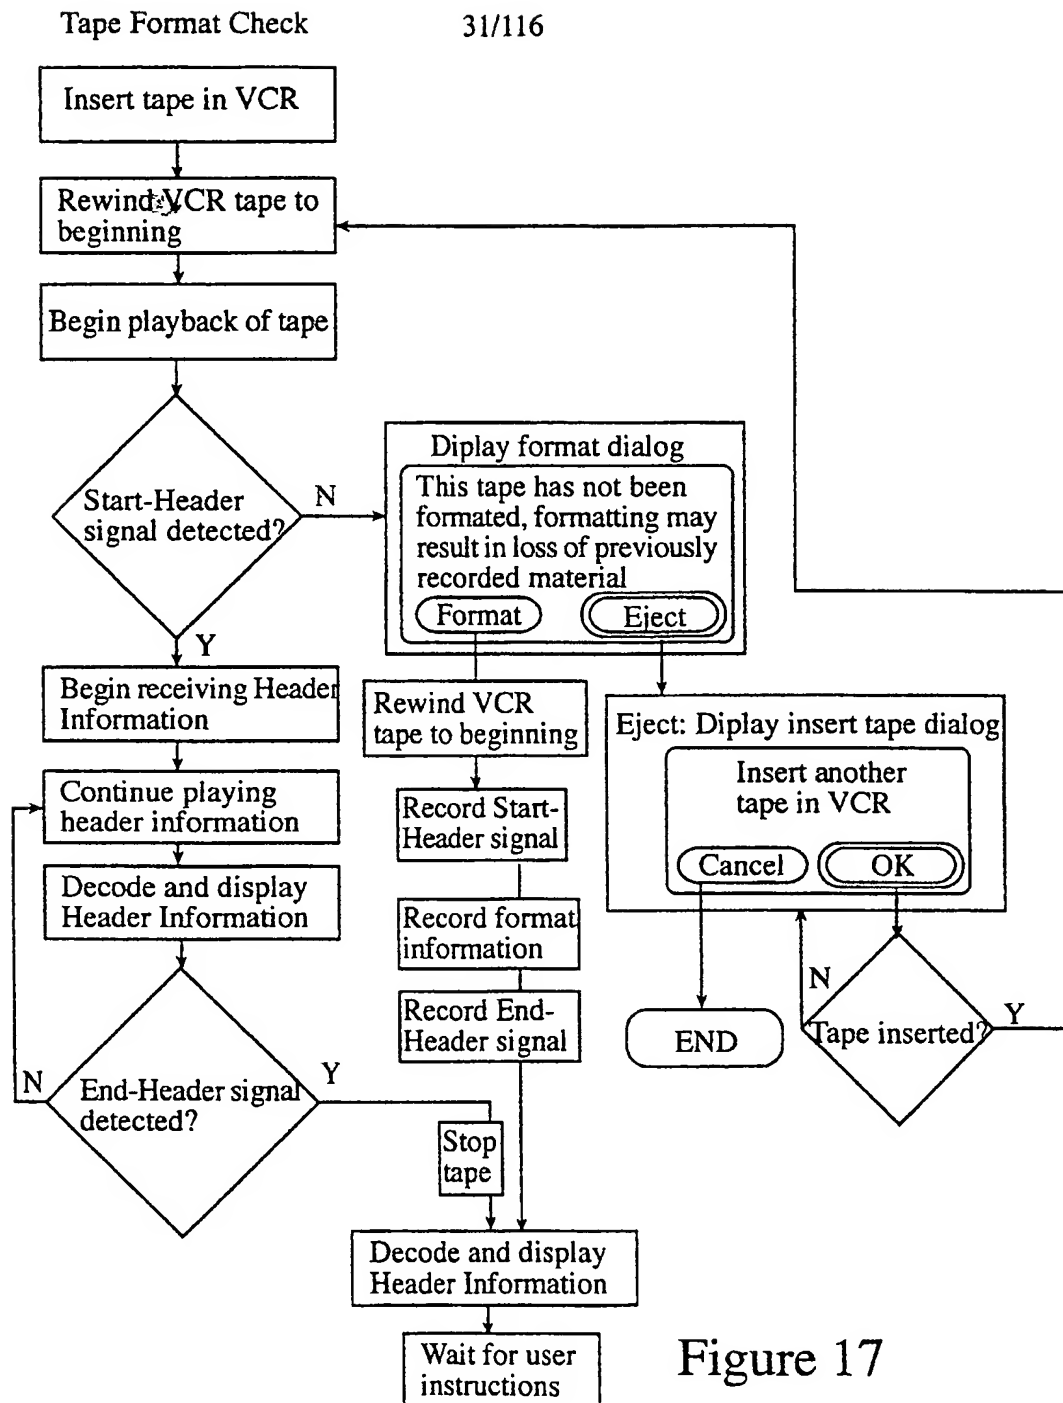 Tape Format Check
31/116
Insert tape in VCR
Rewind VCR tape to
beginning
Begin playback of tape
Start-Header
signal detected?
N
Y
Diplay format dialog
This tape has not been
formated, formatting may
result in loss of previously
recorded material
Format
Eject
Begin receiving Header
Information
Continue playing
header information
Decode and display
Header Information
End-Header signal
detected?
N
Y
Rewind VCR
tape to beginning
Record Start-
Header signal
Record format
information
Record End-
Header signal
Stop
tape
Eject: Diplay insert tape dialog
Insert another
tape in VCR
Cancel
OK
END
N
Tape inserted?
Y
Decode and display
Header Information
Wait for user
instructions
Figure 17